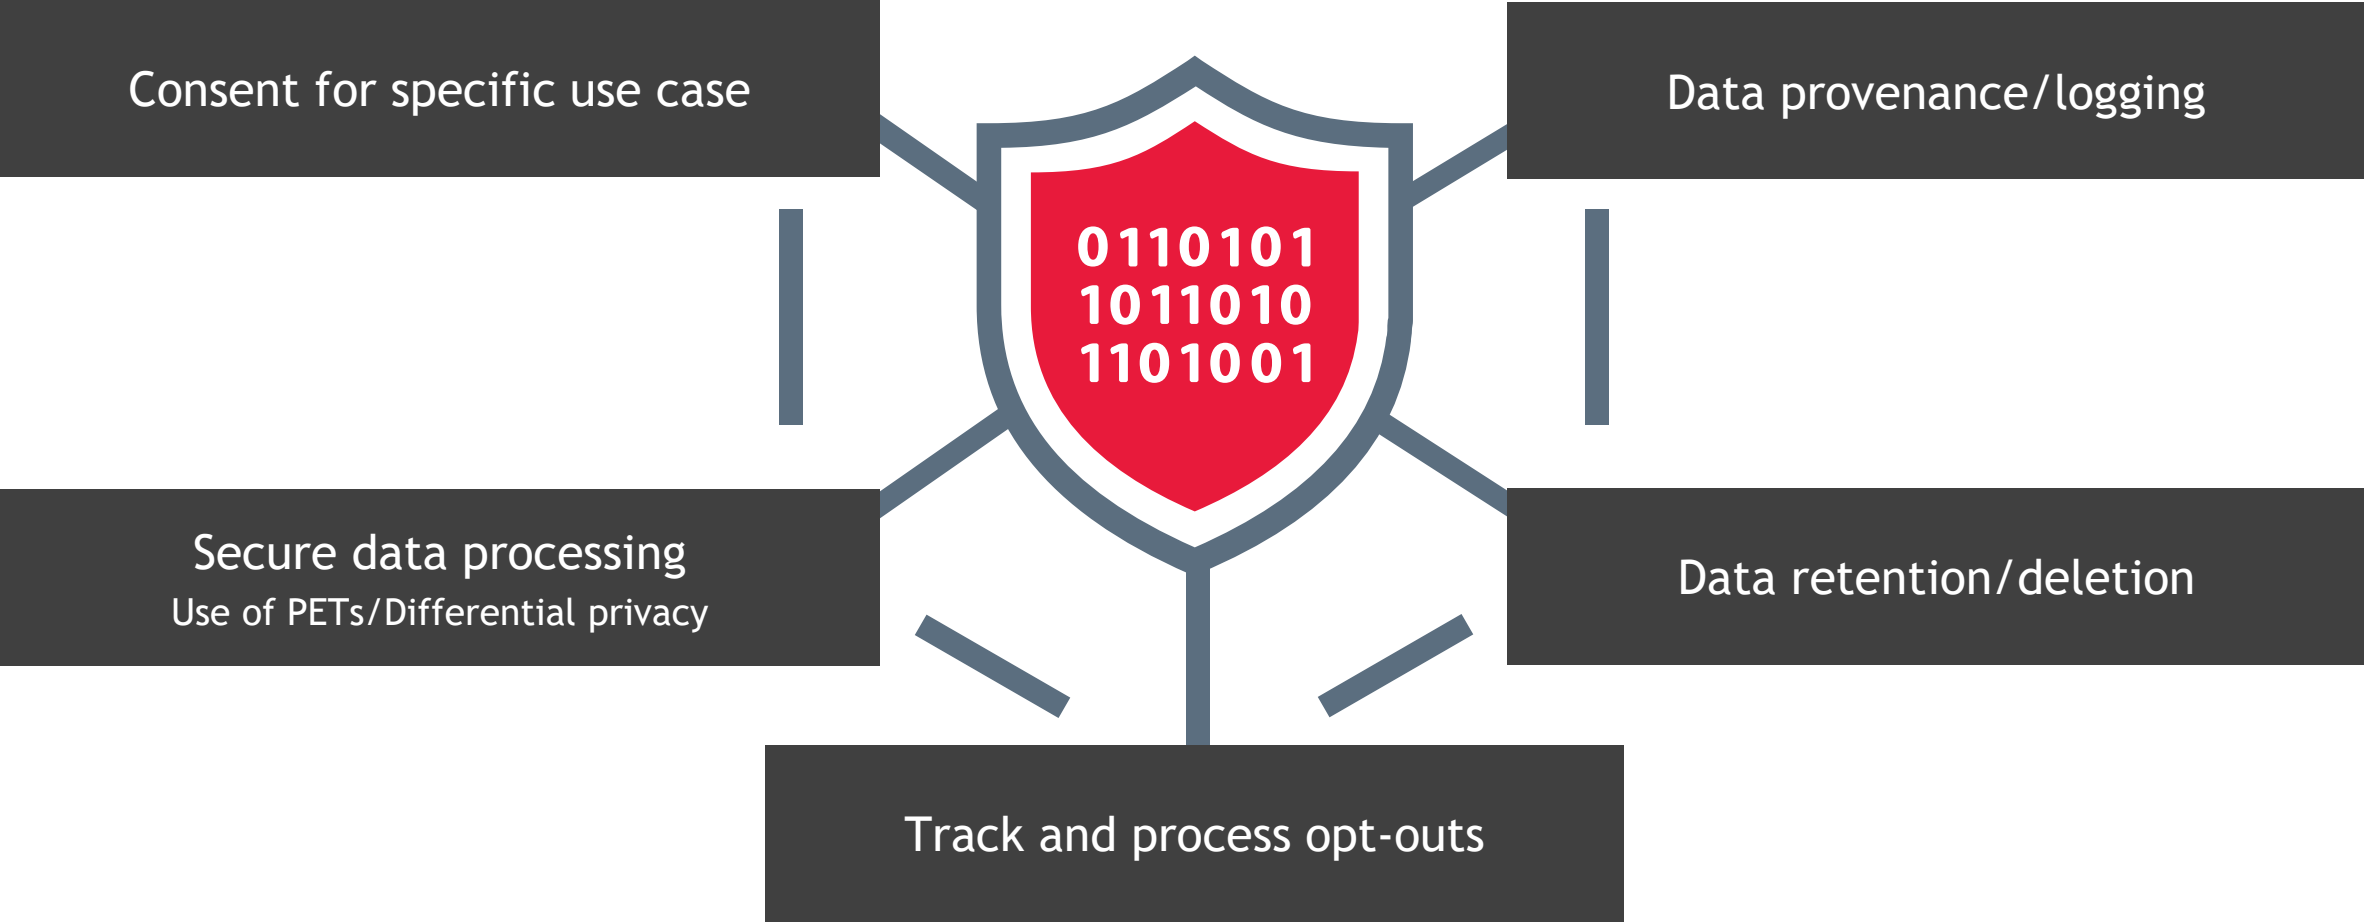 Consent for specific use case
Data provenance/logging
0110101
1011010
1101001
Secure data processing
Use of PETs/Differential privacy
Data retention/deletion
Track and process opt-outs